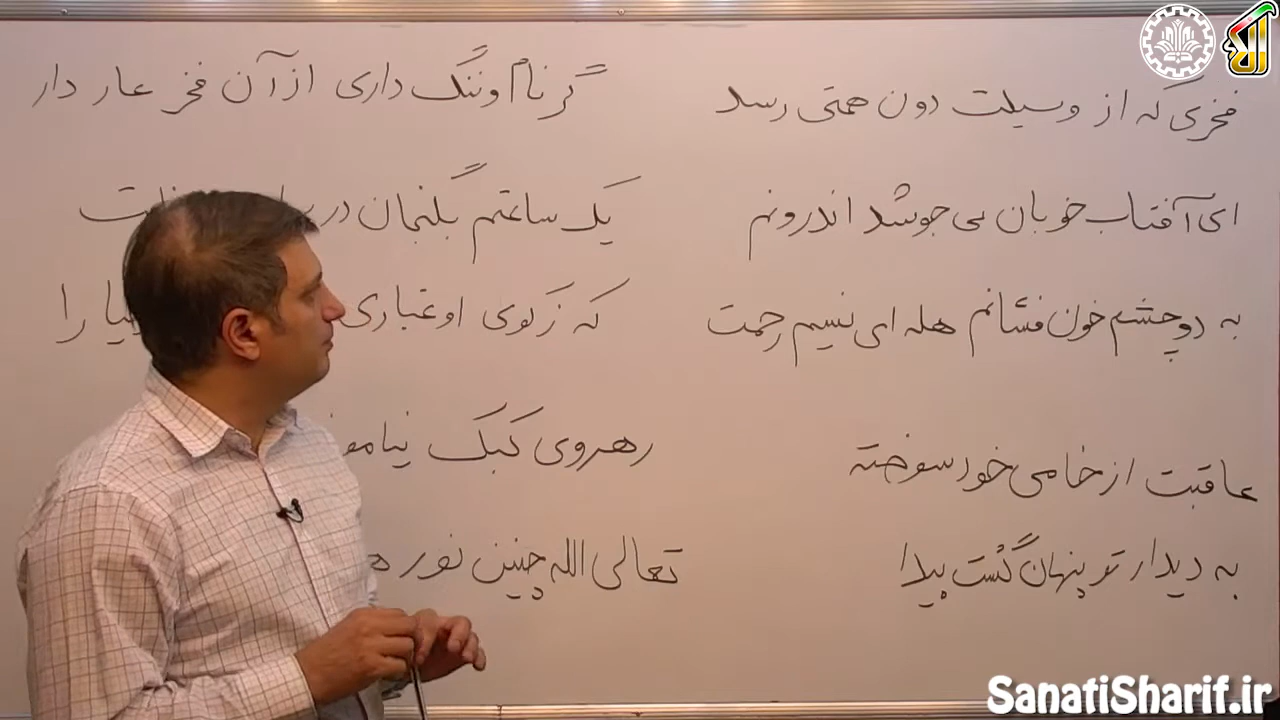 فخری که از وسیلت دون همتی رسد گر نام و ننگ داری از آن فخر عار دار
ای آفتاب خوبان می جوشد اندرونم یک ساعتم بگنجان در
به دو چشم خون فشانم هله ای نسیم رحمت که ز کوی او غباری را
عاقبت از خامی خود سوخته رهروی کبک
به دیدار تو پنهان گشت پیدا تعالی الله چنین نور
SanatiSharif.ir